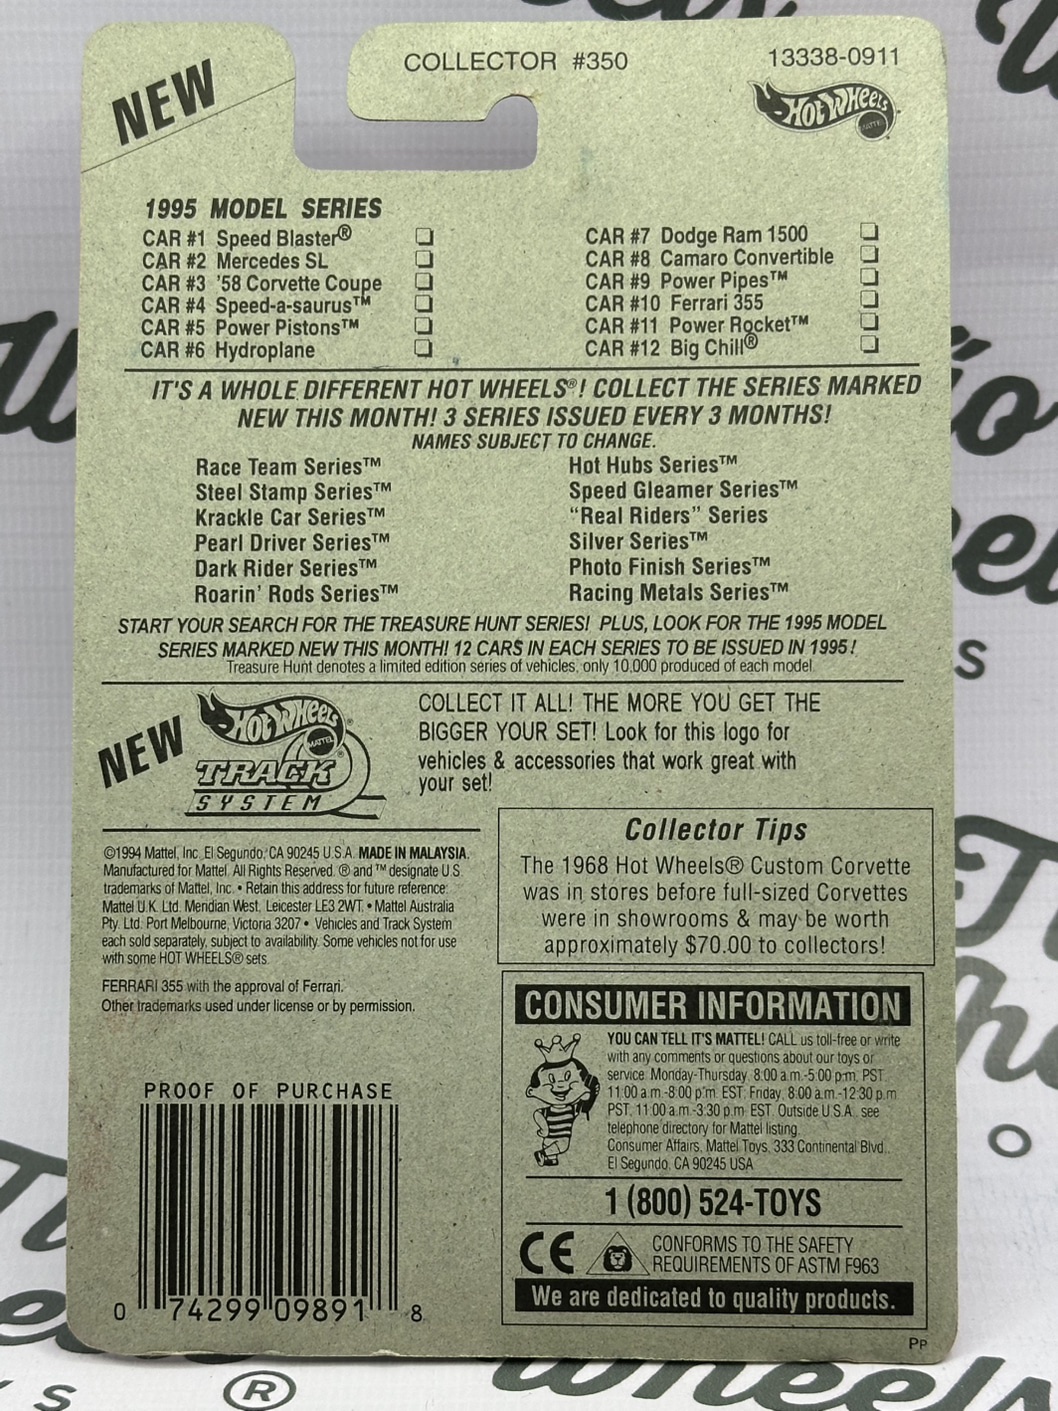 NEW
COLLECTOR #350
13338-0911
HOT WHEELS
MATTEL
1995 MODEL SERIES
CAR #1 Speed Blaster®
CAR #2 Mercedes SL
CAR #3 '58 Corvette Coupe
CAR #4 Speed-a-saurus™
CAR #5 Power Pistons™
CAR #6 Hydroplane
CAR #7 Dodge Ram 1500
CAR #8 Camaro Convertible
CAR #9 Power Pipes™
CAR #10 Ferrari 355
CAR #11 Power Rocket™
CAR #12 Big Chill®
IT'S A WHOLE DIFFERENT HOT WHEELS®! COLLECT THE SERIES MARKED
NEW THIS MONTH! 3 SERIES ISSUED EVERY 3 MONTHS!
NAMES SUBJECT TO CHANGE.
Race Team Series™
Steel Stamp Series™
Krackle Car Series™
Pearl Driver Series™
Dark Rider Series™
Roarin' Rods Series™
Hot Hubs Series™
Speed Gleamer Series™
“Real Riders” Series
Silver Series™
Photo Finish Series™
Racing Metals Series™
START YOUR SEARCH FOR THE TREASURE HUNT SERIES! PLUS, LOOK FOR THE 1995 MODEL
SERIES MARKED NEW THIS MONTH! 12 CARS IN EACH SERIES TO BE ISSUED IN 1995!
Treasure Hunt denotes a limited edition series of vehicles, only 10,000 produced of each model.
NEW
HOT WHEELS®
MATTEL
TRACK®
SYSTEM
COLLECT IT ALL! THE MORE YOU GET THE
BIGGER YOUR SET! Look for this logo for
vehicles & accessories that work great with
your set!
©1994 Mattel, Inc. El Segundo, CA 90245 U.S.A. MADE IN MALAYSIA.
Manufactured for Mattel. All Rights Reserved. ® and ™ designate U.S.
trademarks of Mattel, Inc. • Retain this address for future reference:
Mattel U.K. Ltd. Meridian West, Leicester LE3 2WT. • Mattel Australia
Pty. Ltd. Port Melbourne, Victoria 3207 • Vehicles and Track System
each sold separately, subject to availability. Some vehicles not for use
with some HOT WHEELS® sets.
FERRARI 355 with the approval of Ferrari.
Other trademarks used under license or by permission.
Collector Tips
The 1968 Hot Wheels® Custom Corvette
was in stores before full-sized Corvettes
were in showrooms & may be worth
approximately $70.00 to collectors!
CONSUMER INFORMATION
YOU CAN TELL IT'S MATTEL! CALL us toll-free or write
with any comments or questions about our toys or
service. Monday-Thursday. 8:00 a.m.-5:00 p.m. PST.
11:00 a.m.-8:00 p.m. EST. Friday, 8:00 a.m.-12:30 p.m.
PST, 11:00 a.m.-3:30 p.m. EST. Outside U.S.A., see
telephone directory for Mattel listing.
Consumer Affairs, Mattel Toys, 333 Continental Blvd.,
El Segundo, CA 90245 USA
1 (800) 524-TOYS
CE
CONFORMS TO THE SAFETY
REQUIREMENTS OF ASTM F963
We are dedicated to quality products.
PROOF OF PURCHASE
0 74299 09891 8
PP
Wheels
®